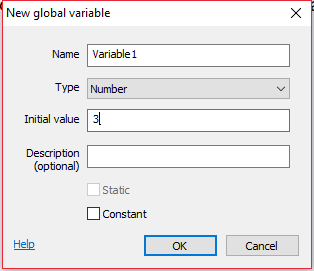 New global variable
Name Variable1
Type Number
Initial value 3
Description
(optional)
Static
Constant
Help OK Cancel